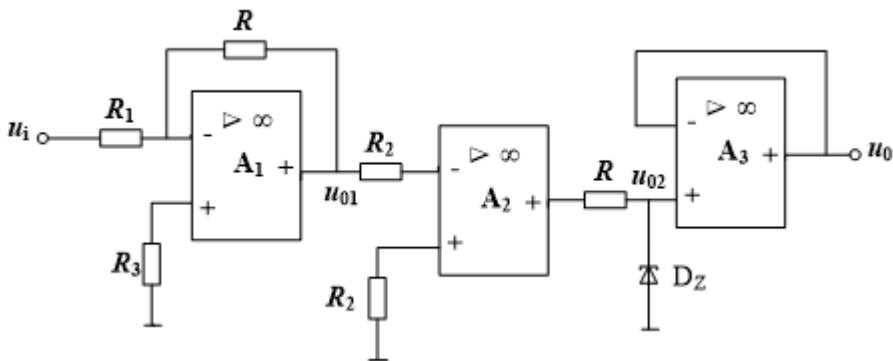 R
u_i
R_1
- ▷ ∞
A_1 +
+
R_3
u_01
R_2
- ▷ ∞
A_2 +
+
R_2
R
u_02
- ▷ ∞
A_3 +
+
u_0
D_Z